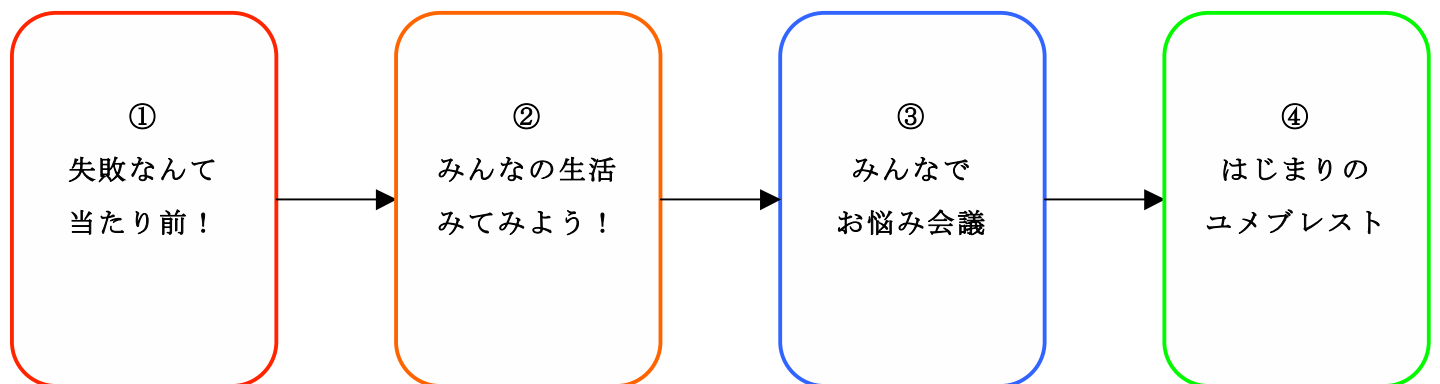 ①
失敗なんて
当たり前！
②
みんなの生活
みてみよう！
③
みんなで
お悩み会議
④
はじまりの
ユメブレスト